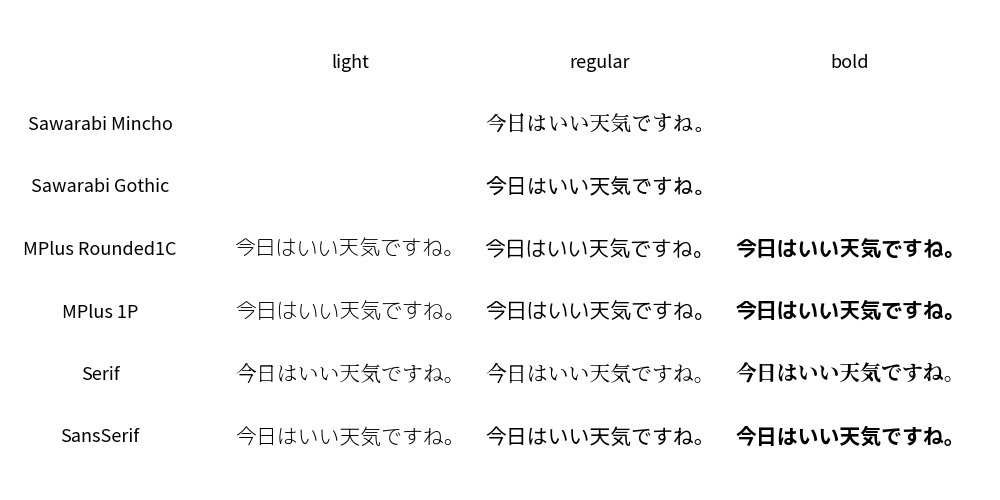 light regular bold
Sawarabi Mincho 今日はいい天気ですね。
Sawarabi Gothic 今日はいい天気ですね。
MPlus Rounded1C 今日はいい天気ですね。 今日はいい天気ですね。 今日はいい天気ですね。
MPlus 1P 今日はいい天気ですね。 今日はいい天気ですね。 今日はいい天気ですね。
Serif 今日はいい天気ですね。 今日はいい天気ですね。 今日はいい天気ですね。
SansSerif 今日はいい天気ですね。 今日はいい天気ですね。 今日はいい天気ですね。